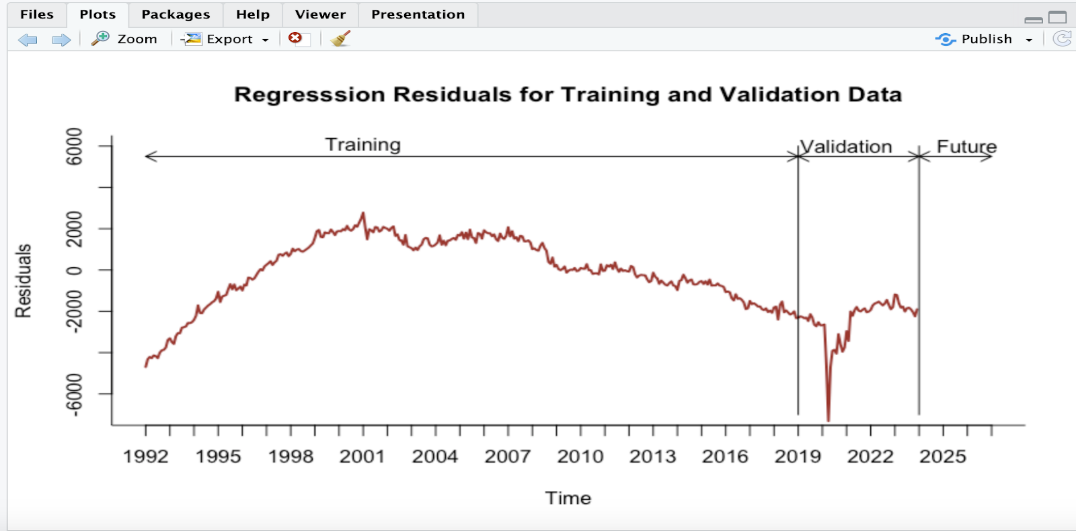 Files Plots Packages Help Viewer Presentation
Zoom Export Publish
Regresssion Residuals for Training and Validation Data
Training Validation Future
6000
2000
0
-2000
-6000
Residuals
1992 1995 1998 2001 2004 2007 2010 2013 2016 2019 2022 2025
Time